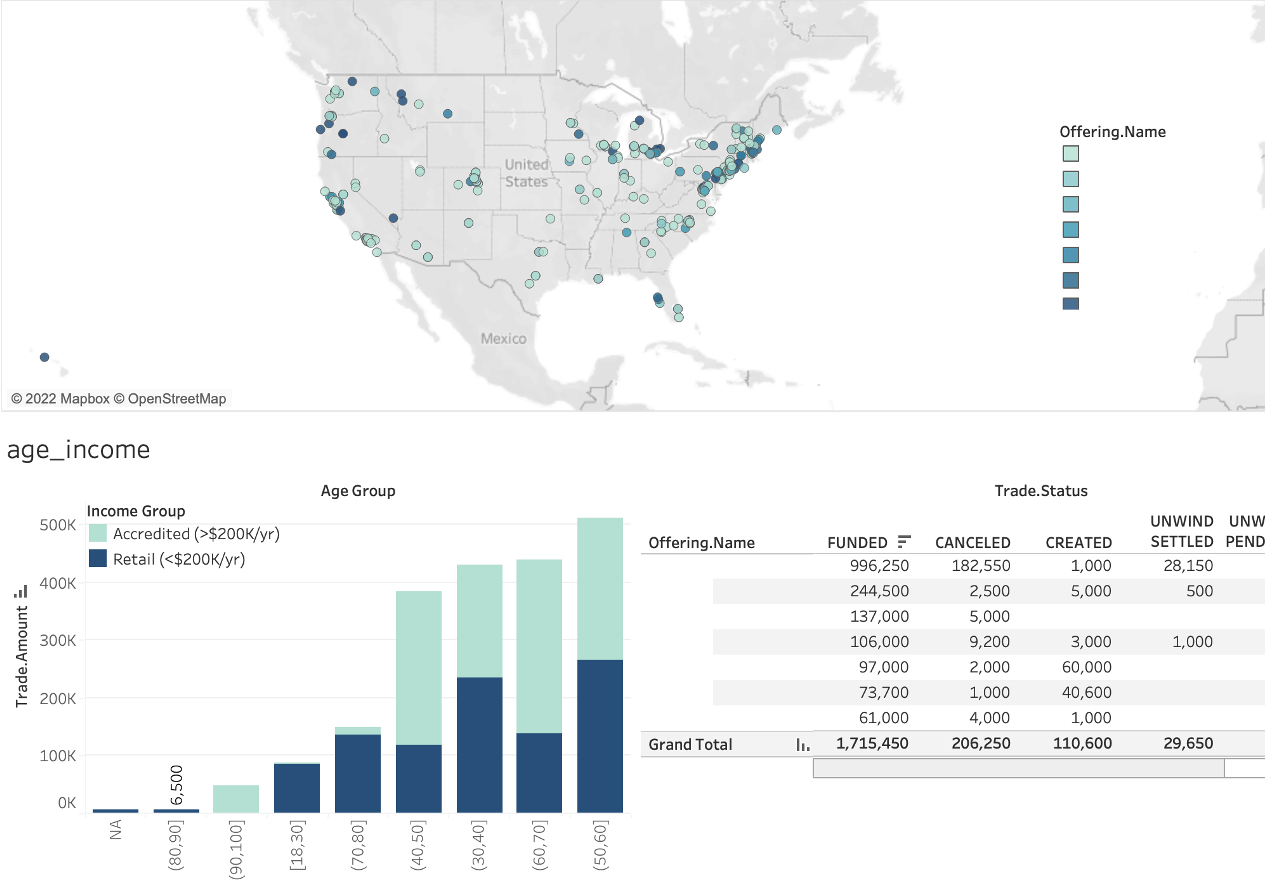 Offering.Name
United
States
Mexico
© 2022 Mapbox © OpenStreetMap
age_income
Age Group
Income Group
Accredited (>$200K/yr)
Retail (<$200K/yr)
Trade.Amount
500K
400K
300K
200K
100K
0K
6,500
NA
(80,90]
(90,100]
[18,30]
(70,80]
(40,50]
(30,40]
(60,70]
(50,60]
Trade.Status
UNWIND UNW
Offering.Name FUNDED CANCELED CREATED SETTLED PEND
996,250 182,550 1,000 28,150
244,500 2,500 5,000 500
137,000 5,000
106,000 9,200 3,000 1,000
97,000 2,000 60,000
73,700 1,000 40,600
61,000 4,000 1,000
Grand Total 1,715,450 206,250 110,600 29,650